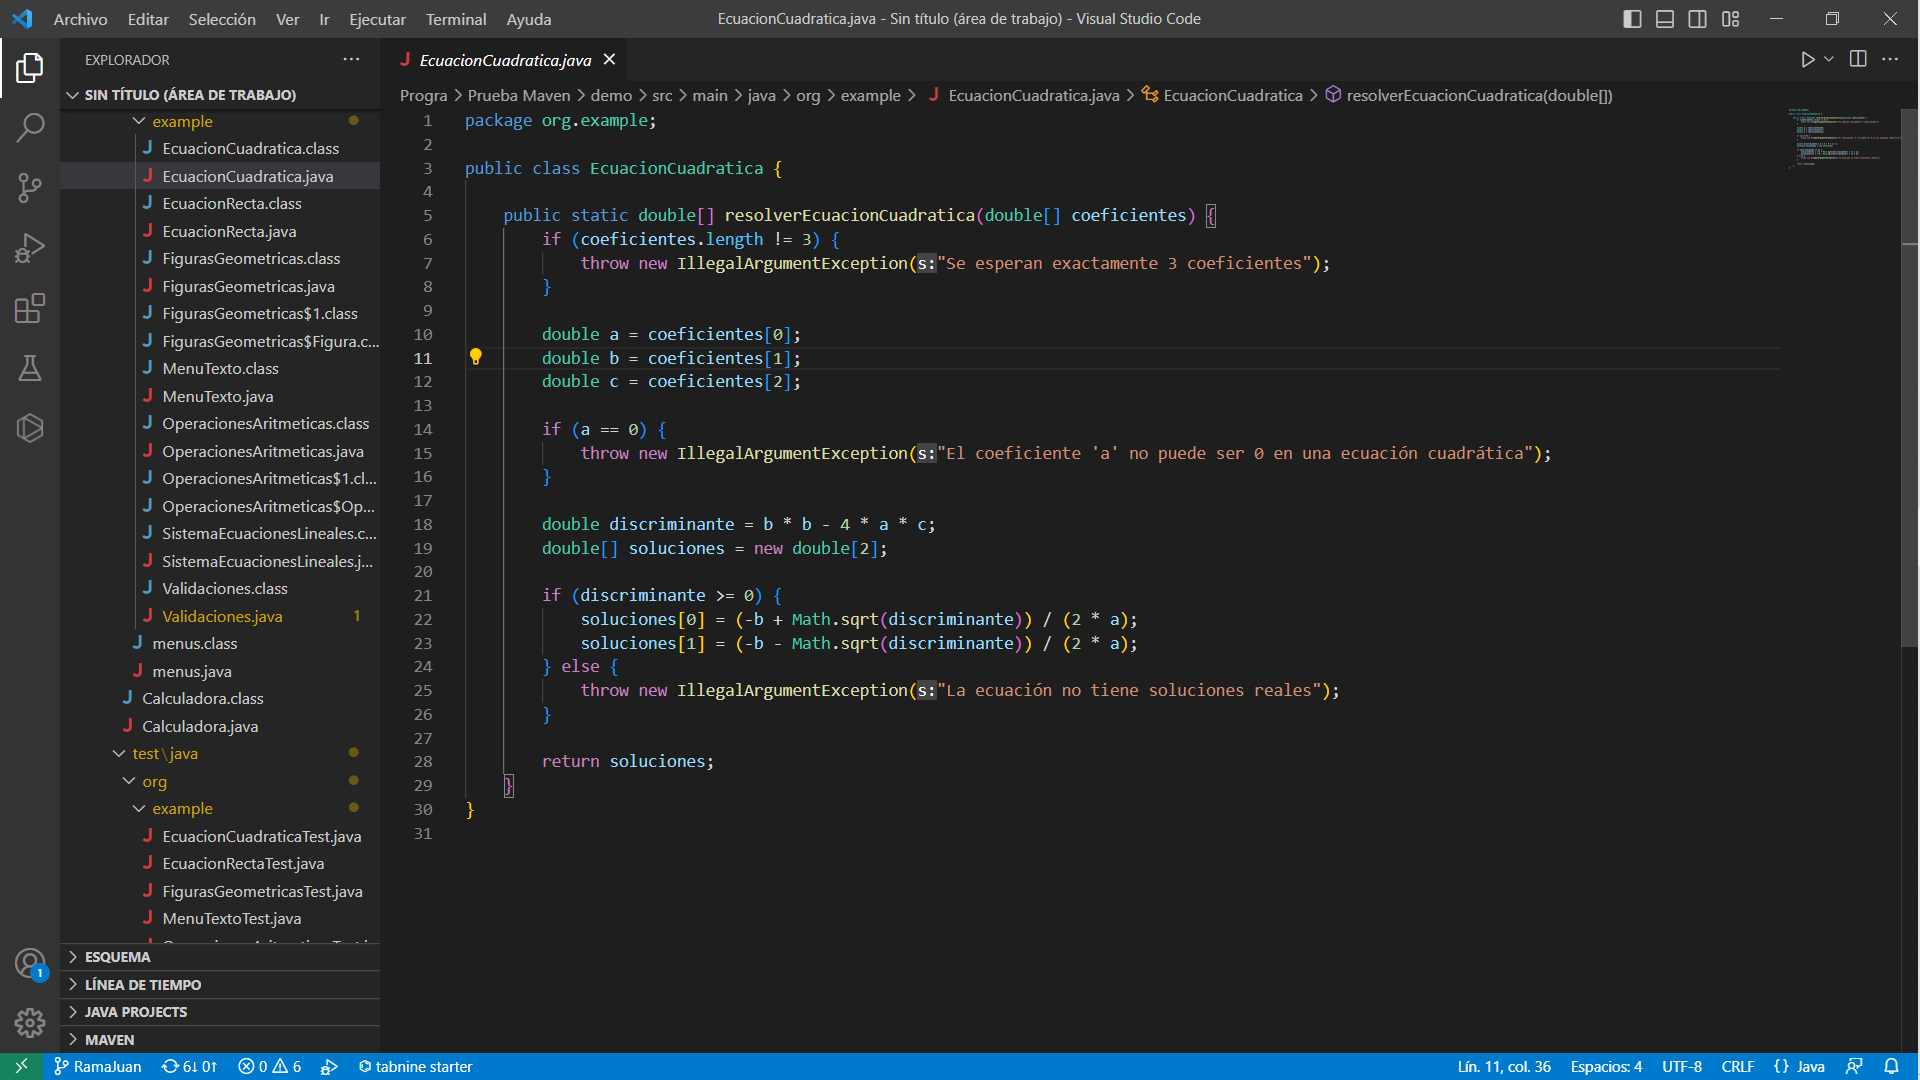 Archivo Editar Selección Ver Ir Ejecutar Terminal Ayuda
EcuacionCuadratica.java - Sin título (área de trabajo) - Visual Studio Code
EXPLORADOR
SIN TÍTULO (ÁREA DE TRABAJO)
example
EcuacionCuadratica.class
EcuacionCuadratica.java
EcuacionRecta.class
EcuacionRecta.java
FigurasGeometricas.class
FigurasGeometricas.java
FigurasGeometricas$1.class
FigurasGeometricas$Figura.c...
MenuTexto.class
MenuTexto.java
OperacionesAritmeticas.class
OperacionesAritmeticas.java
OperacionesAritmeticas$1.cl...
OperacionesAritmeticas$Op...
SistemaEcuacionesLineales.c...
SistemaEcuacionesLineales.j...
Validaciones.class
Validaciones.java 1
menus.class
menus.java
Calculadora.class
Calculadora.java
test\java
org
example
EcuacionCuadraticaTest.java
EcuacionRectaTest.java
FigurasGeometricasTest.java
MenuTextoTest.java
ESQUEMA
LÍNEA DE TIEMPO
JAVA PROJECTS
MAVEN
1
EcuacionCuadratica.java
Progra > Prueba Maven > demo > src > main > java > org > example > EcuacionCuadratica.java > EcuacionCuadratica > resolverEcuacionCuadratica(double[])
1 package org.example;
2
3 public class EcuacionCuadratica {
4
5 public static double[] resolverEcuacionCuadratica(double[] coeficientes) {
6 if (coeficientes.length != 3) {
7 throw new IllegalArgumentException(s:"Se esperan exactamente 3 coeficientes");
8 }
9
10 double a = coeficientes[0];
11 double b = coeficientes[1];
12 double c = coeficientes[2];
13
14 if (a == 0) {
15 throw new IllegalArgumentException(s:"El coeficiente 'a' no puede ser 0 en una ecuación cuadrática");
16 }
17
18 double discriminante = b * b - 4 * a * c;
19 double[] soluciones = new double[2];
20
21 if (discriminante >= 0) {
22 soluciones[0] = (-b + Math.sqrt(discriminante)) / (2 * a);
23 soluciones[1] = (-b - Math.sqrt(discriminante)) / (2 * a);
24 } else {
25 throw new IllegalArgumentException(s:"La ecuación no tiene soluciones reales");
26 }
27
28 return soluciones;
29 }
30 }
31
RamaJuan 6↓ 0↑ 0 6 tabnine starter
Lín. 11, col. 36 Espacios: 4 UTF-8 CRLF {} Java